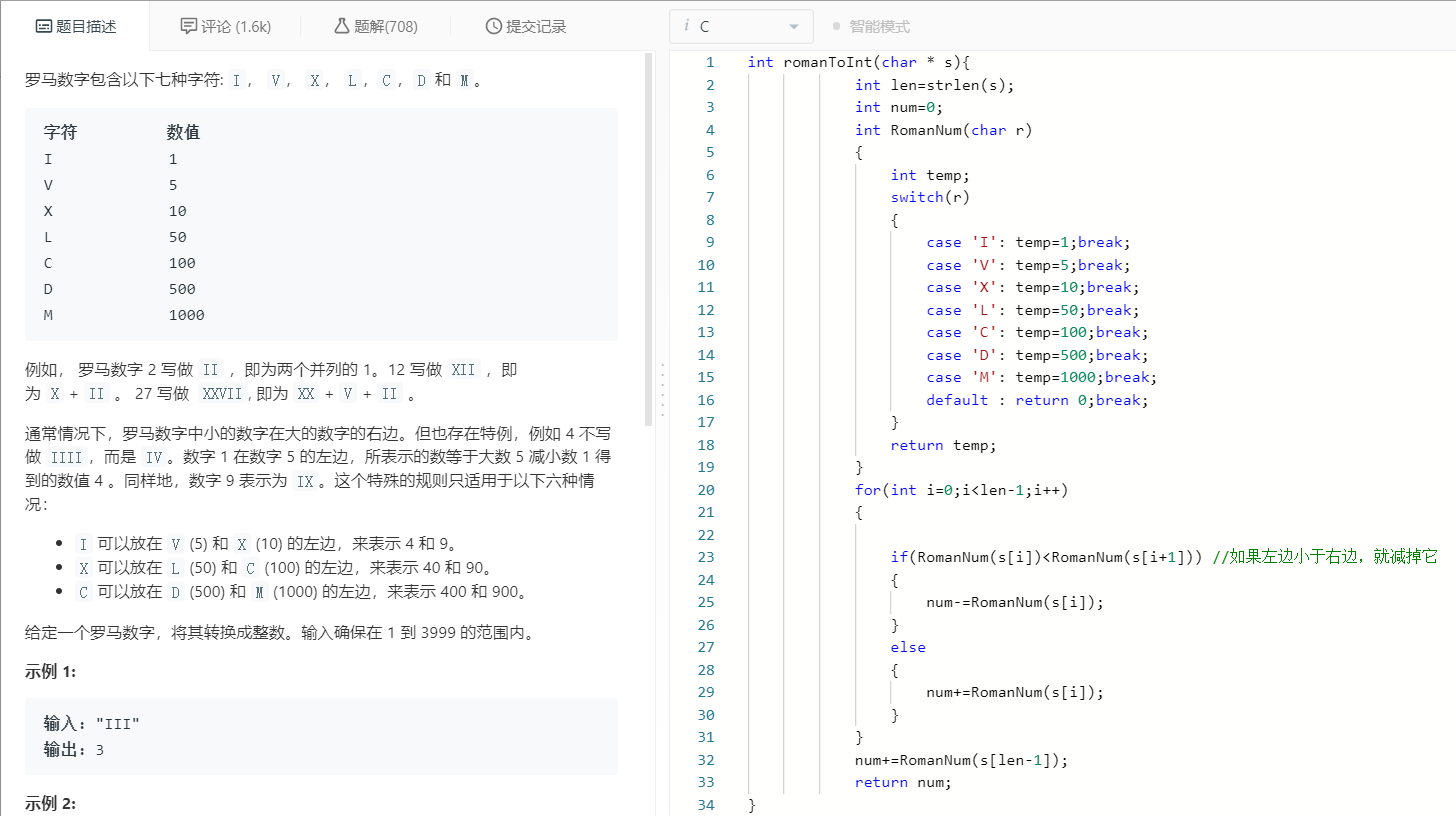 题目描述
评论 (1.6k)
题解(708)
提交记录
罗马数字包含以下七种字符: I, V, X, L, C, D 和 M。
字符 数值
I 1
V 5
X 10
L 50
C 100
D 500
M 1000
例如, 罗马数字 2 写做 II ,即为两个并列的 1。12 写做 XII ,即
为 X + II 。 27 写做 XXVII , 即为 XX + V + II 。
通常情况下,罗马数字中小的数字在大的数字的右边。但也存在特例,例如 4 不写
做 IIII,而是 IV。数字 1 在数字 5 的左边,所表示的数等于大数 5 减小数 1 得
到的数值 4 。同样地,数字 9 表示为 IX。这个特殊的规则只适用于以下六种情
况:
• I 可以放在 V (5) 和 X (10) 的左边,来表示 4 和 9。
• X 可以放在 L (50) 和 C (100) 的左边,来表示 40 和 90。
• C 可以放在 D (500) 和 M (1000) 的左边,来表示 400 和 900。
给定一个罗马数字,将其转换成整数。输入确保在 1 到 3999 的范围内。
示例 1:
输入: "III"
输出: 3
示例 2:
i C
智能模式
1 int romanToInt(char * s){
2 int len=strlen(s);
3 int num=0;
4 int RomanNum(char r)
5 {
6 int temp;
7 switch(r)
8 {
9 case 'I': temp=1;break;
10 case 'V': temp=5;break;
11 case 'X': temp=10;break;
12 case 'L': temp=50;break;
13 case 'C': temp=100;break;
14 case 'D': temp=500;break;
15 case 'M': temp=1000;break;
16 default : return 0;break;
17 }
18 return temp;
19 }
20 for(int i=0;i<len-1;i++)
21 {
22
23 if(RomanNum(s[i])<RomanNum(s[i+1])) //如果左边小于右边,就减掉它
24 {
25 num-=RomanNum(s[i]);
26 }
27 else
28 {
29 num+=RomanNum(s[i]);
30 }
31 }
32 num+=RomanNum(s[len-1]);
33 return num;
34 }